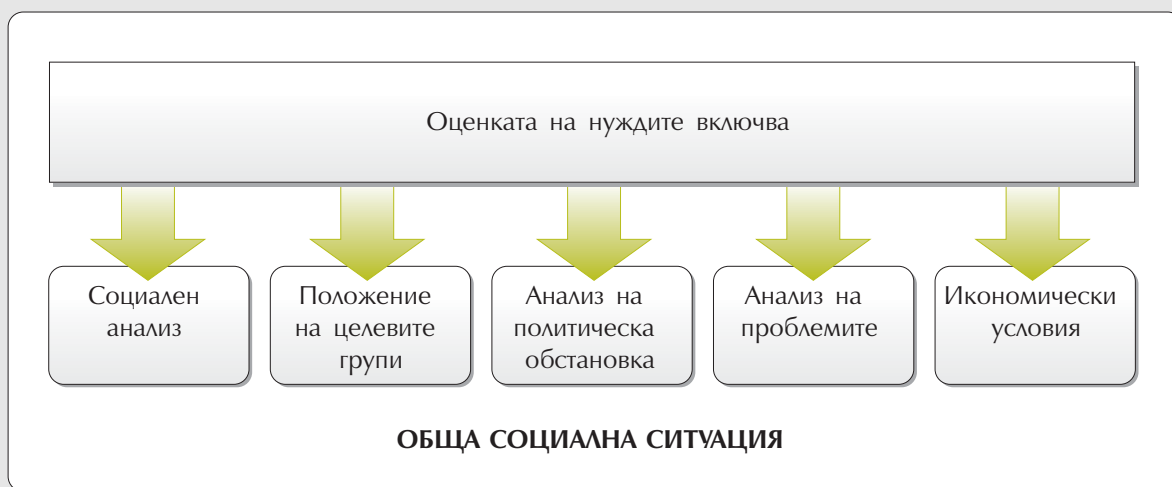 Оценката на нуждите включва
Социален
анализ
Положение
на целевите
групи
Анализ на
политическа
обстановка
Анализ на
проблемите
Икономически
условия
ОБЩА СОЦИАЛНА СИТУАЦИЯ